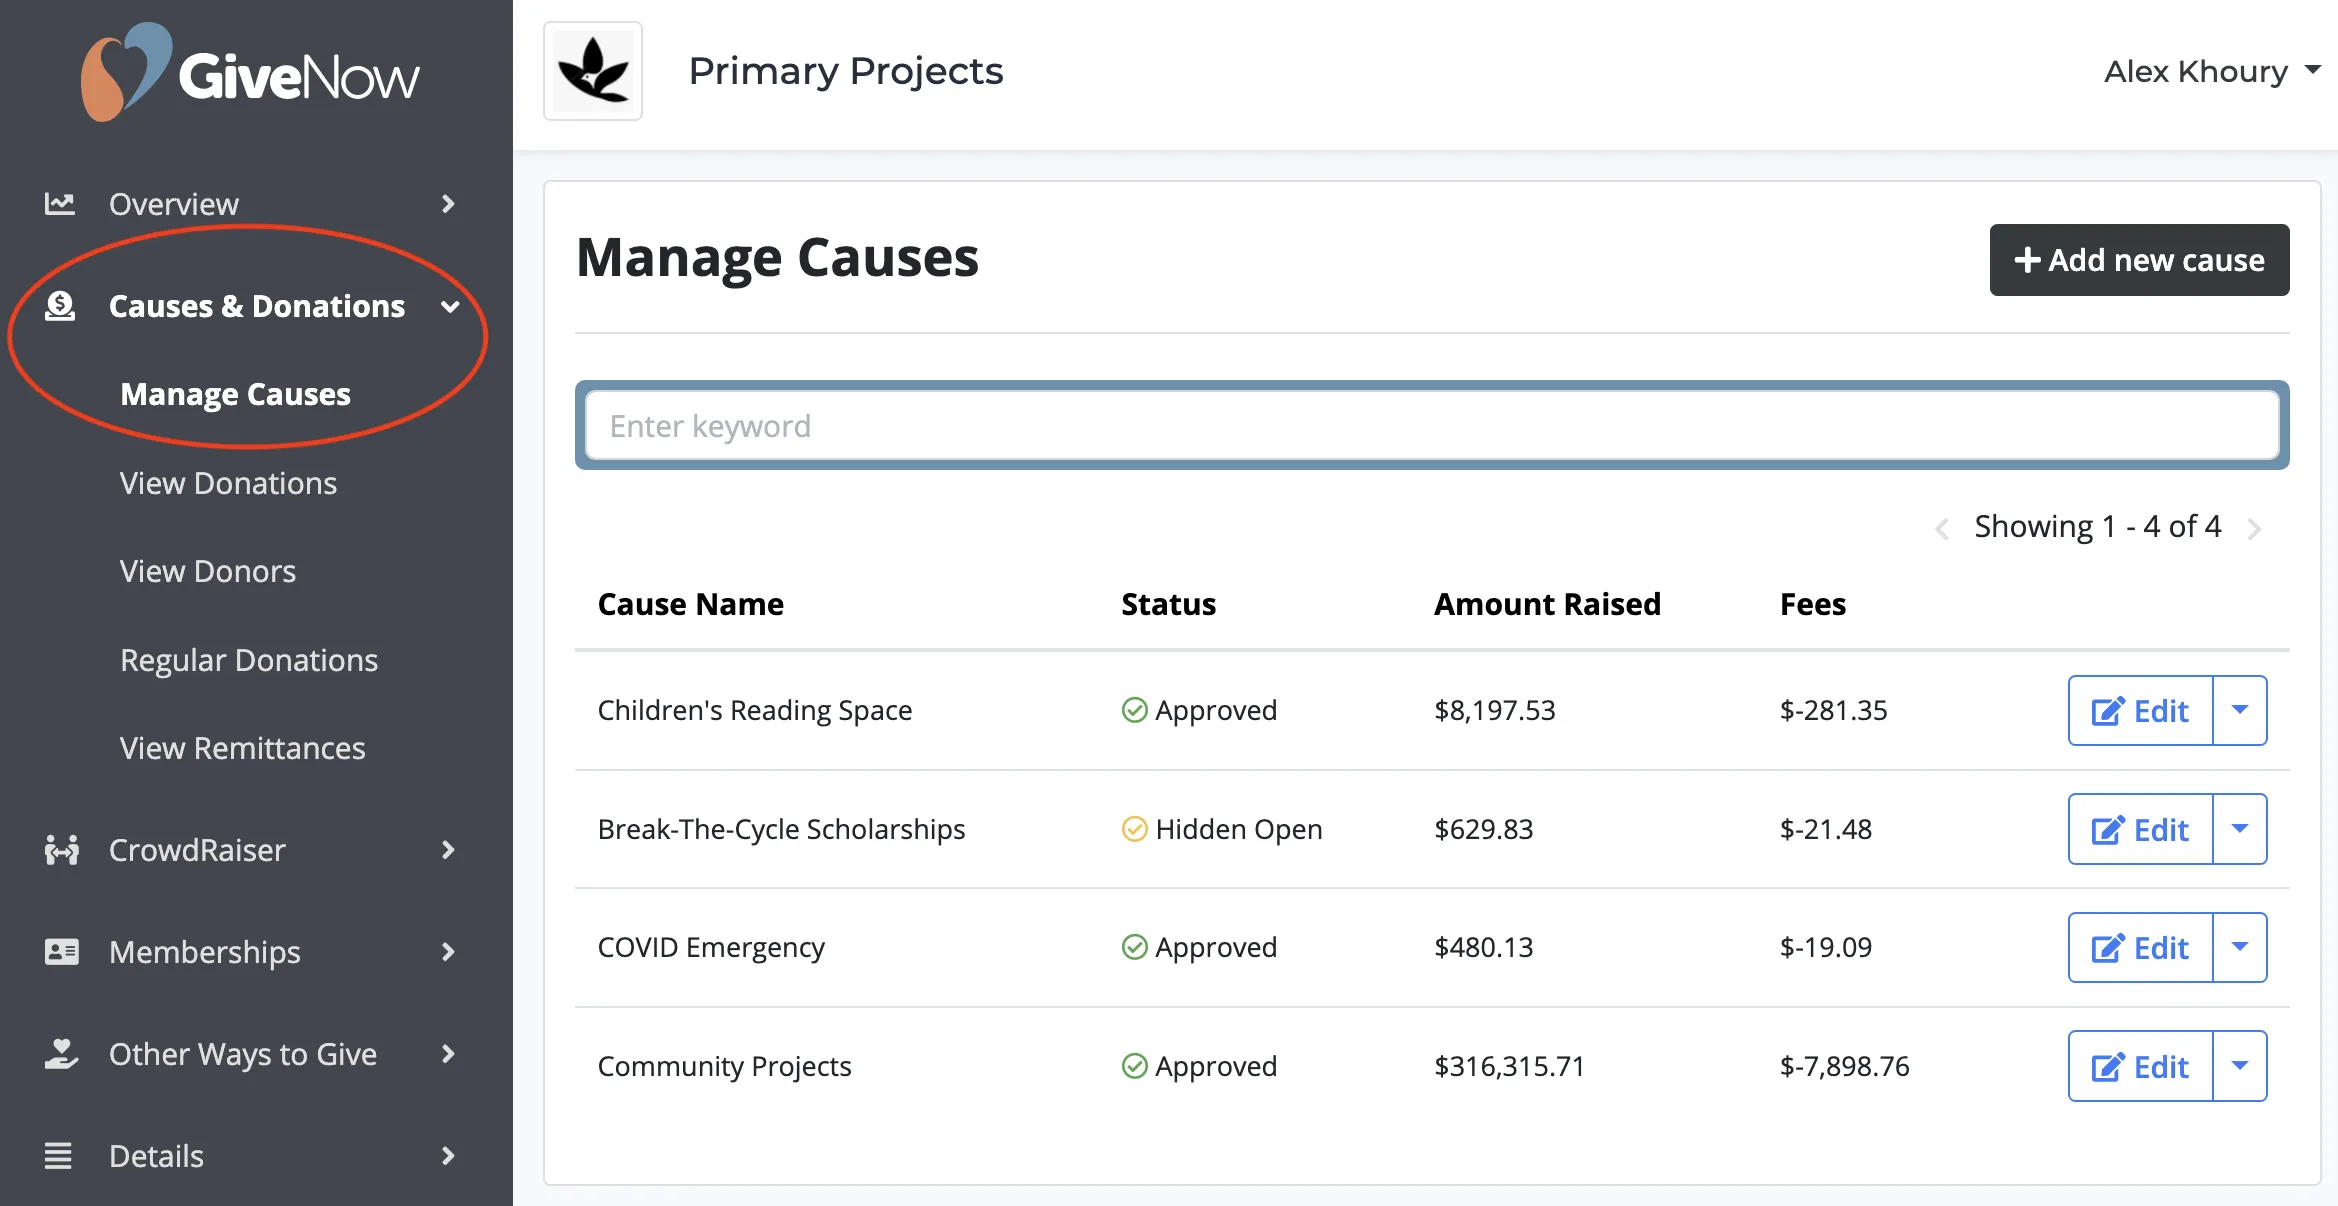 GiveNow
Primary Projects
Alex Khoury
Overview
Causes & Donations
Manage Causes
View Donations
View Donors
Regular Donations
View Remittances
CrowdRaiser
Memberships
Other Ways to Give
Details
Manage Causes
Add new cause
Enter keyword
Showing 1 - 4 of 4
Cause Name Status Amount Raised Fees
Children's Reading Space Approved $8,197.53 $-281.35 Edit
Break-The-Cycle Scholarships Hidden Open $629.83 $-21.48 Edit
COVID Emergency Approved $480.13 $-19.09 Edit
Community Projects Approved $316,315.71 $-7,898.76 Edit